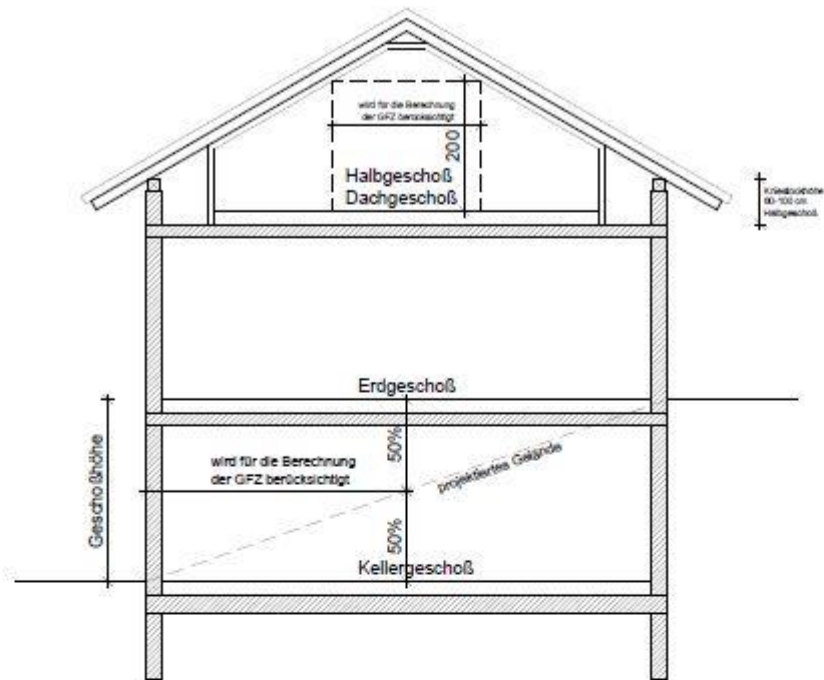 wird für die Berechnung
der GFZ berücksichtigt
200
Halbgeschoß
Dachgeschoß
Kniestockhöhe
60-100 cm
Halbgeschoß
Erdgeschoß
Geschoßhöhe
50%
wird für die Berechnung
der GFZ berücksichtigt
projektiertes Gelände
50%
Kellergeschoß